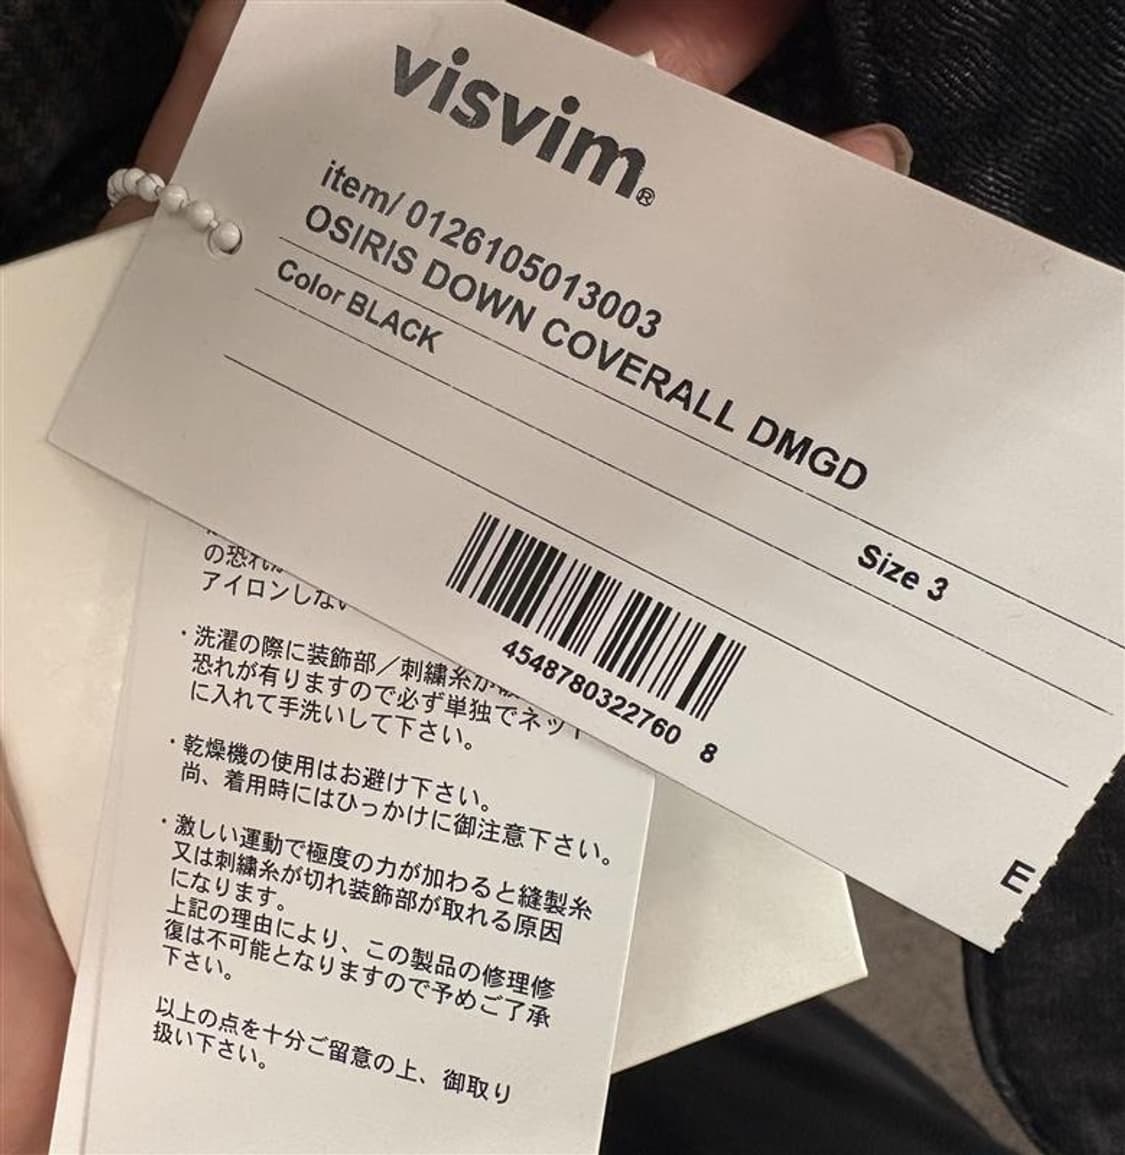 visvim®
item/ 0126105013003
OSIRIS DOWN COVERALL DMGD
Color BLACK
Size 3
4548780322760 8
E
の恐れ
アイロンしない
・洗濯の際に装飾部／刺繍糸が
恐れが有りますので必ず単独でネット
に入れて手洗いして下さい。
・乾燥機の使用はお避け下さい。
尚、着用時にはひっかけに御注意下さい。
・激しい運動で極度の力が加わると縫製糸
又は刺繍糸が切れ装飾部が取れる原因
になります。
上記の理由により、この製品の修理修
復は不可能となりますので予めご了承
下さい。
以上の点を十分ご留意の上、御取り
扱い下さい。